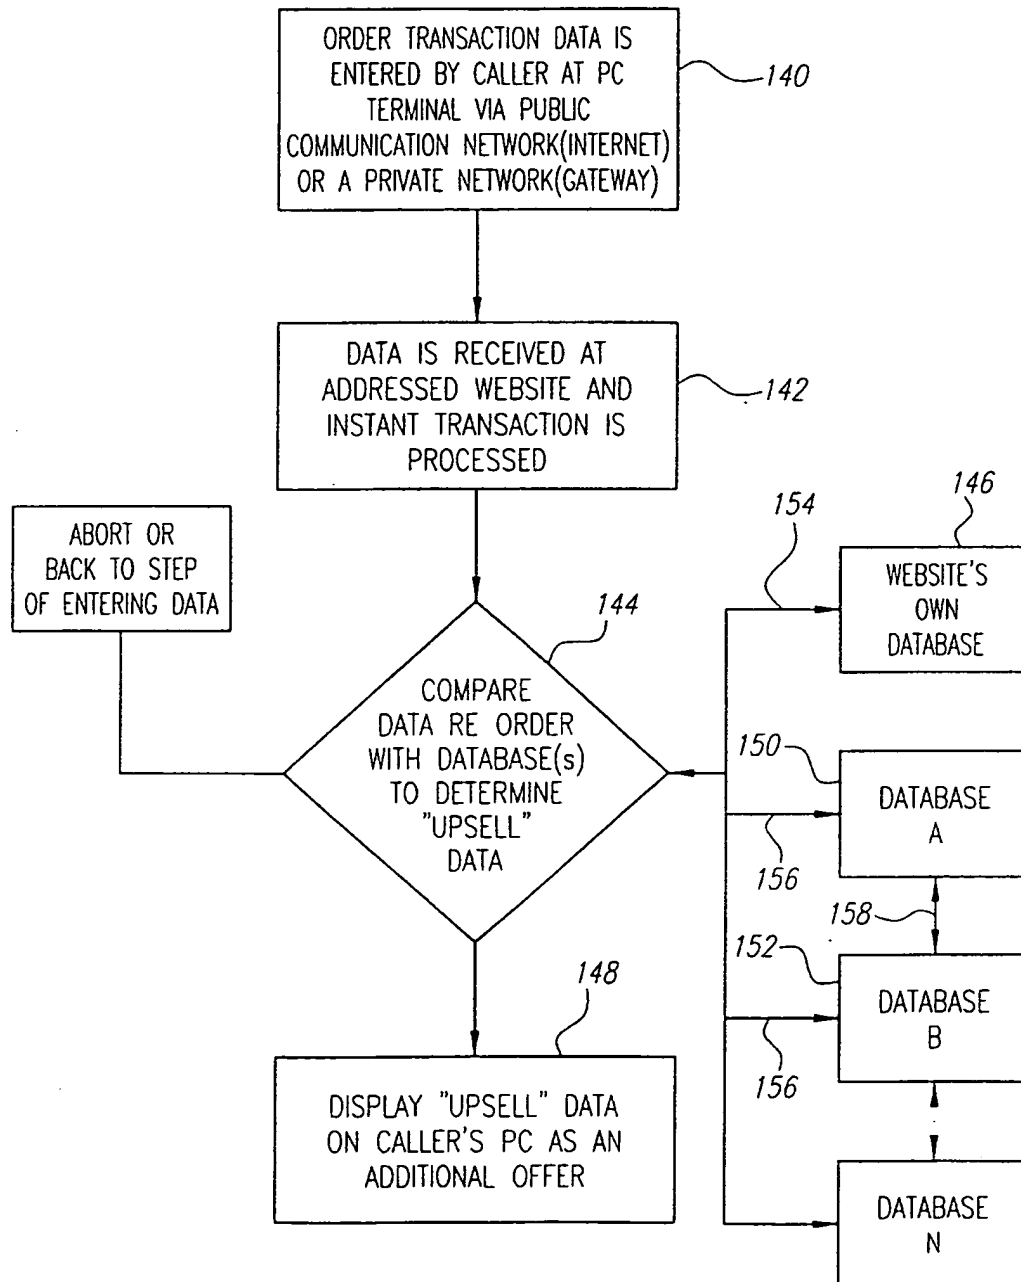 ORDER TRANSACTION DATA IS
ENTERED BY CALLER AT PC
TERMINAL VIA PUBLIC
COMMUNICATION NETWORK(INTERNET)
OR A PRIVATE NETWORK(GATEWAY)
140
DATA IS RECEIVED AT
ADDRESSED WEBSITE AND
INSTANT TRANSACTION IS
PROCESSED
142
ABORT OR
BACK TO STEP
OF ENTERING DATA
144
COMPARE
DATA RE ORDER
WITH DATABASE(s)
TO DETERMINE
"UPSELL"
DATA
154
146
WEBSITE'S
OWN
DATABASE
150
DATABASE
A
156
158
152
DATABASE
B
156
148
DISPLAY "UPSELL" DATA
ON CALLER'S PC AS AN
ADDITIONAL OFFER
DATABASE
N